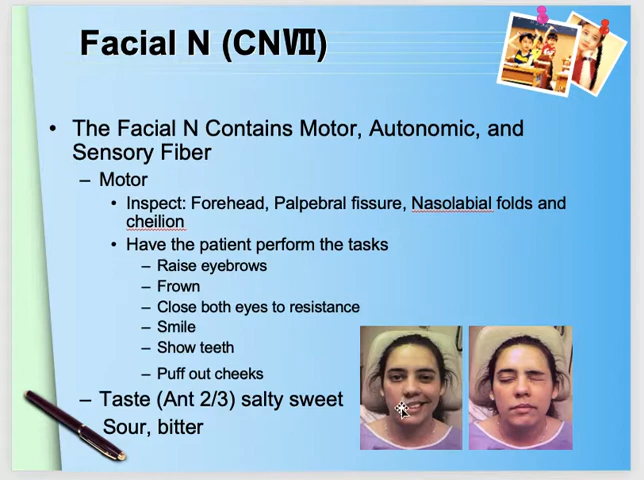 Facial N (CNⅦ)
• The Facial N Contains Motor, Autonomic, and
Sensory Fiber
– Motor
• Inspect: Forehead, Palpebral fissure, Nasolabial folds and
cheilion
• Have the patient perform the tasks
– Raise eyebrows
– Frown
– Close both eyes to resistance
– Smile
– Show teeth
– Puff out cheeks
– Taste (Ant 2/3) salty sweet
Sour, bitter